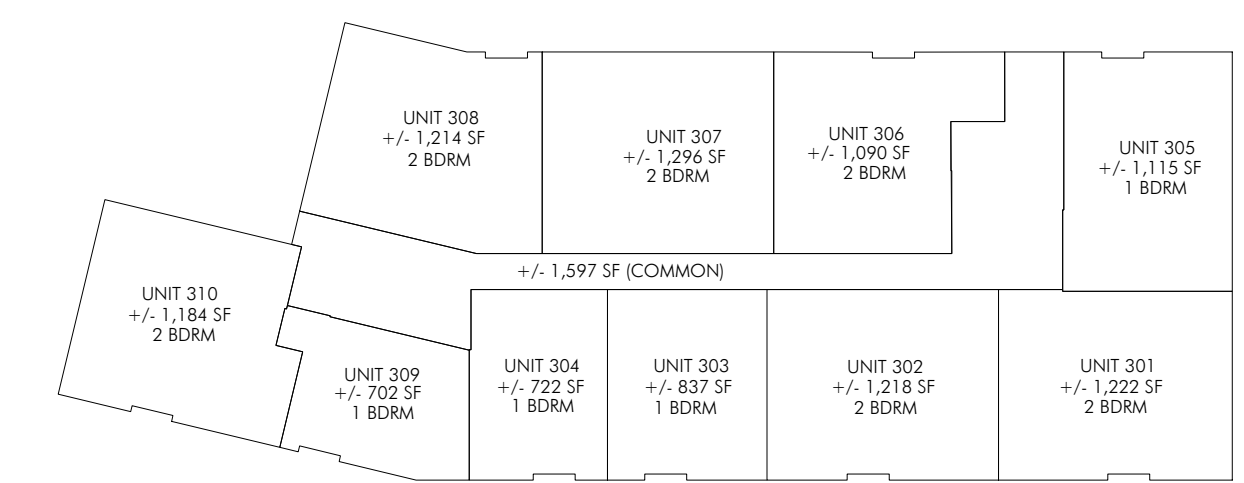 UNIT 308
+/- 1,214 SF
2 BDRM
UNIT 307
+/- 1,296 SF
2 BDRM
UNIT 306
+/- 1,090 SF
2 BDRM
UNIT 305
+/- 1,115 SF
1 BDRM
+/- 1,597 SF (COMMON)
UNIT 310
+/- 1,184 SF
2 BDRM
UNIT 309
+/- 702 SF
1 BDRM
UNIT 304
+/- 722 SF
1 BDRM
UNIT 303
+/- 837 SF
1 BDRM
UNIT 302
+/- 1,218 SF
2 BDRM
UNIT 301
+/- 1,222 SF
2 BDRM